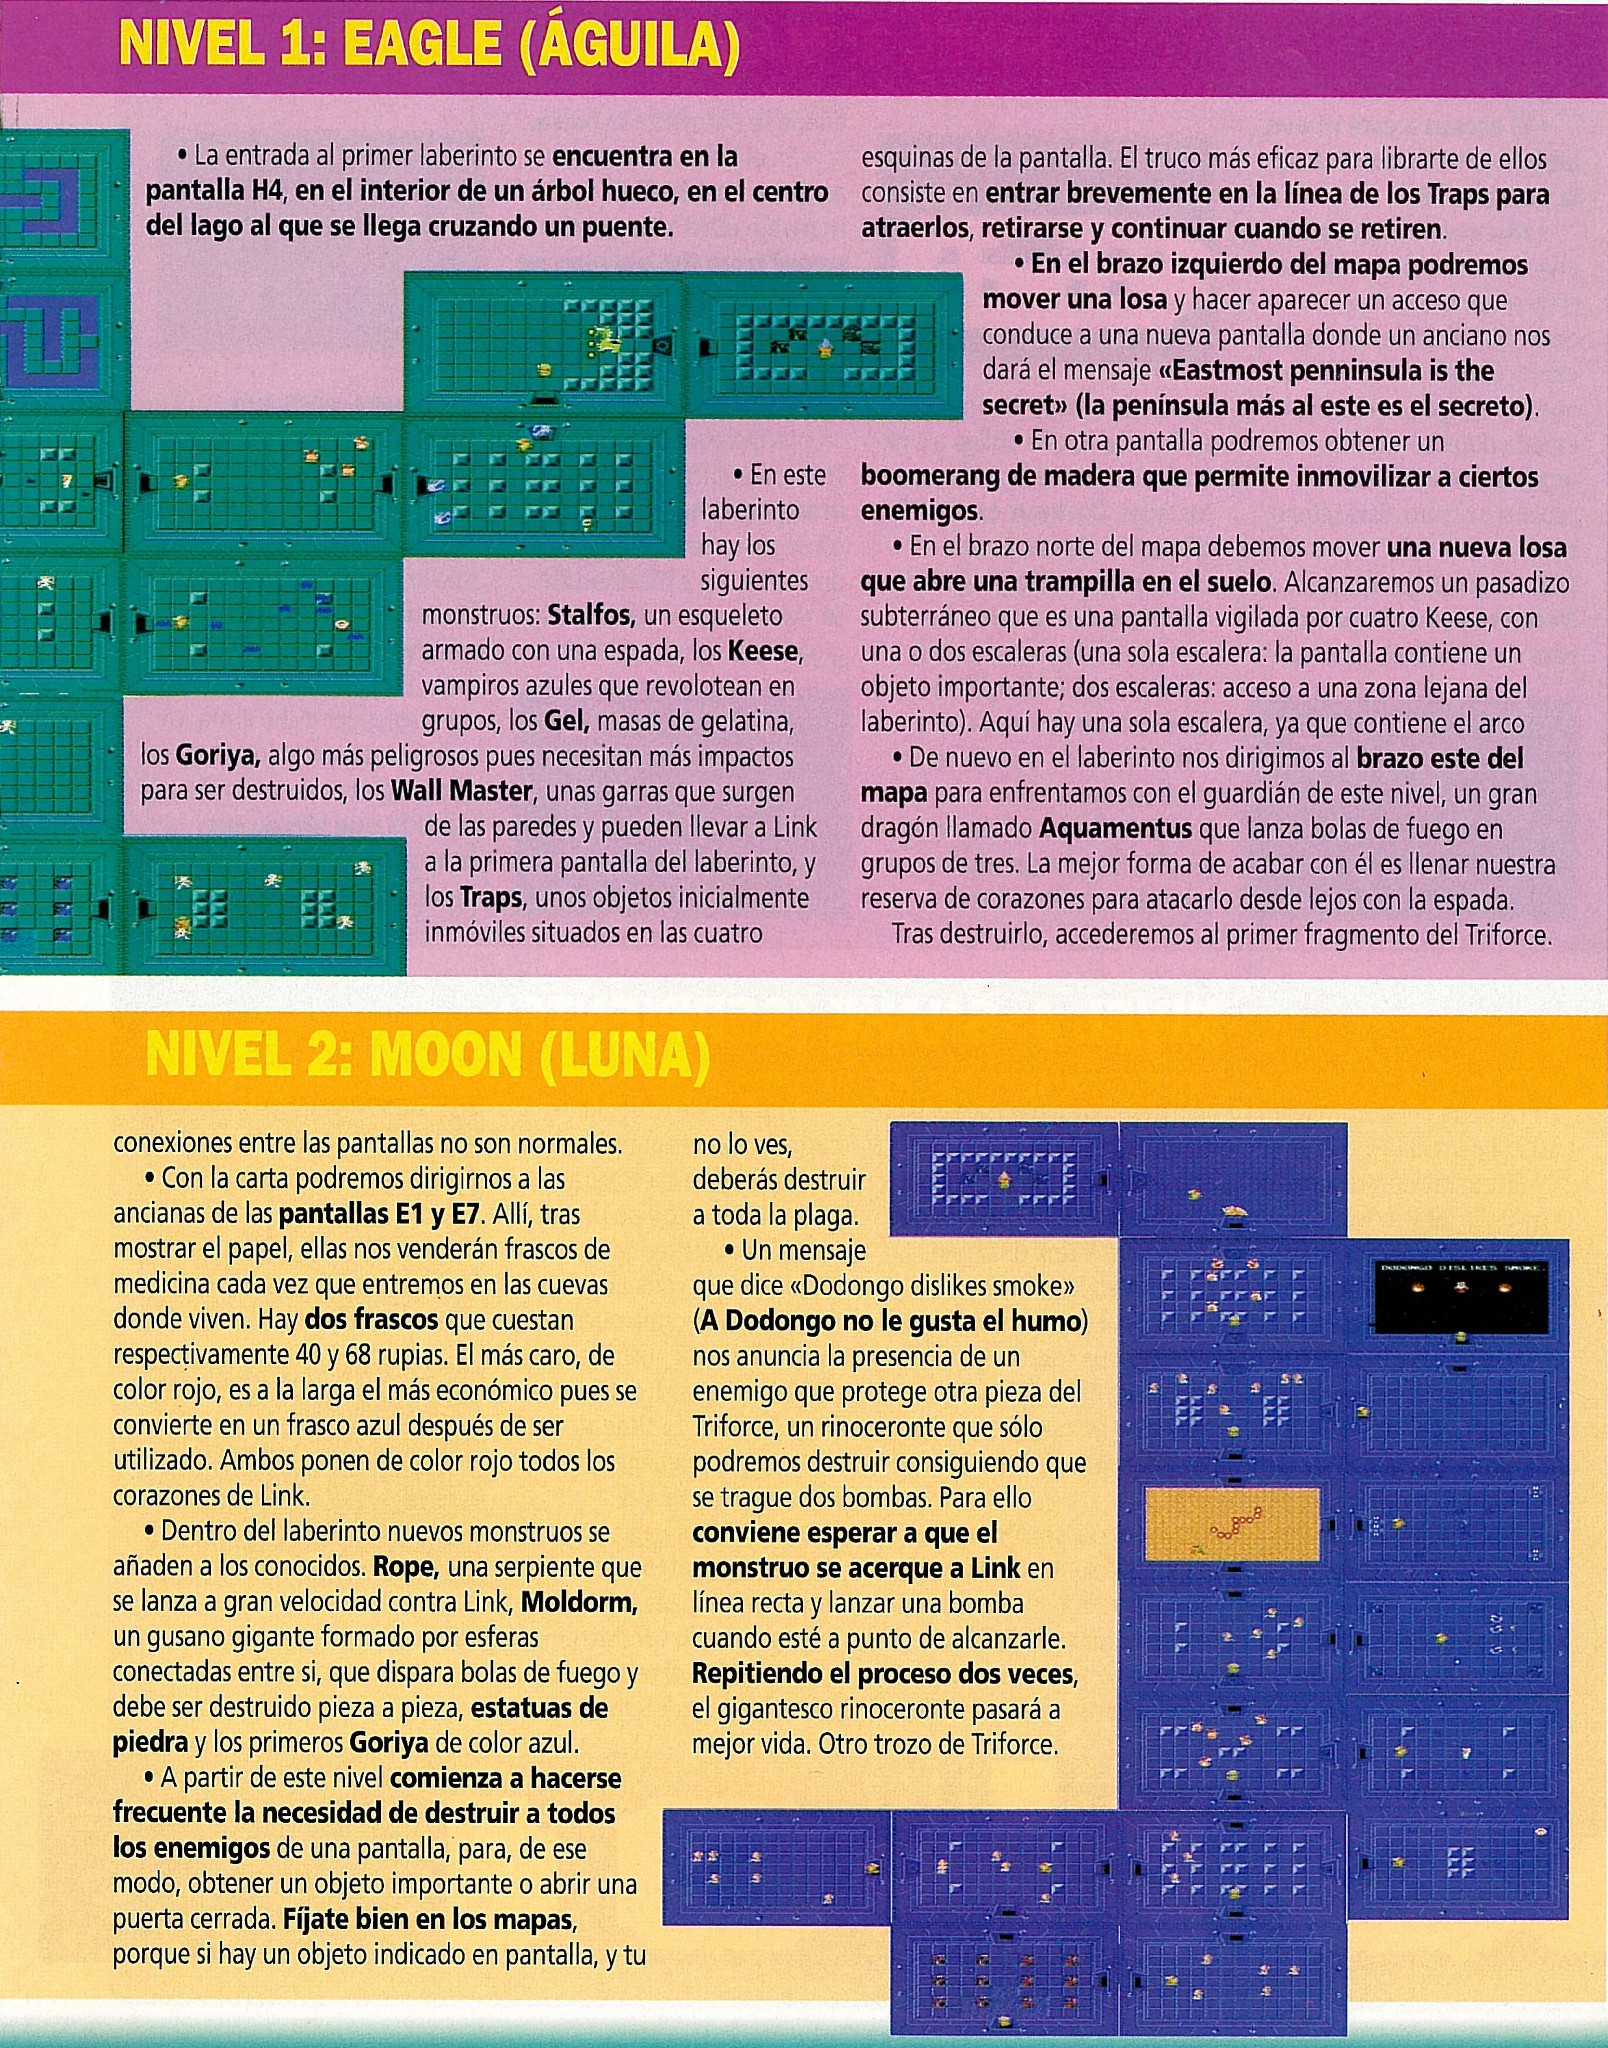 NIVEL 1: EAGLE (ÁGUILA)
• La entrada al primer laberinto se encuentra en la
pantalla H4, en el interior de un árbol hueco, en el centro
del lago al que se llega cruzando un puente.
• En este
laberinto
hay los
siguientes
monstruos: Stalfos, un esqueleto
armado con una espada, los Keese,
vampiros azules que revolotean en
grupos, los Gel, masas de gelatina,
los Goriya, algo más peligrosos pues necesitan más impactos
para ser destruidos, los Wall Master, unas garras que surgen
de las paredes y pueden llevar a Link
a la primera pantalla del laberinto, y
los Traps, unos objetos inicialmente
inmóviles situados en las cuatro
esquinas de la pantalla. El truco más eficaz para librarte de ellos
consiste en entrar brevemente en la línea de los Traps para
atraerlos, retirarse y continuar cuando se retiren.
• En el brazo izquierdo del mapa podremos
mover una losa y hacer aparecer un acceso que
conduce a una nueva pantalla donde un anciano nos
dará el mensaje «Eastmost penninsula is the
secret» (la península más al este es el secreto).
• En otra pantalla podremos obtener un
boomerang de madera que permite inmovilizar a ciertos
enemigos.
• En el brazo norte del mapa debemos mover una nueva losa
que abre una trampilla en el suelo. Alcanzaremos un pasadizo
subterráneo que es una pantalla vigilada por cuatro Keese, con
una o dos escaleras (una sola escalera: la pantalla contiene un
objeto importante; dos escaleras: acceso a una zona lejana del
laberinto). Aquí hay una sola escalera, ya que contiene el arco
• De nuevo en el laberinto nos dirigimos al brazo este del
mapa para enfrentarnos con el guardián de este nivel, un gran
dragón llamado Aquamentus que lanza bolas de fuego en
grupos de tres. La mejor forma de acabar con él es llenar nuestra
reserva de corazones para atacarlo desde lejos con la espada.
Tras destruirlo, accederemos al primer fragmento del Triforce.
NIVEL 2: MOON (LUNA)
conexiones entre las pantallas no son normales.
• Con la carta podremos dirigirnos a las
ancianas de las pantallas E1 y E7. Allí, tras
mostrar el papel, ellas nos venderán frascos de
medicina cada vez que entremos en las cuevas
donde viven. Hay dos frascos que cuestan
respectivamente 40 y 68 rupias. El más caro, de
color rojo, es a la larga el más económico pues se
convierte en un frasco azul después de ser
utilizado. Ambos ponen de color rojo todos los
corazones de Link.
• Dentro del laberinto nuevos monstruos se
añaden a los conocidos. Rope, una serpiente que
se lanza a gran velocidad contra Link, Moldorm,
un gusano gigante formado por esferas
conectadas entre si, que dispara bolas de fuego y
debe ser destruido pieza a pieza, estatuas de
piedra y los primeros Goriya de color azul.
• A partir de este nivel comienza a hacerse
frecuente la necesidad de destruir a todos
los enemigos de una pantalla, para, de ese
modo, obtener un objeto importante o abrir una
puerta cerrada. Fíjate bien en los mapas,
porque si hay un objeto indicado en pantalla, y tu
no lo ves,
deberás destruir
a toda la plaga.
• Un mensaje
que dice «Dodongo dislikes smoke»
(A Dodongo no le gusta el humo)
nos anuncia la presencia de un
enemigo que protege otra pieza del
Triforce, un rinoceronte que sólo
podremos destruir consiguiendo que
se trague dos bombas. Para ello
conviene esperar a que el
monstruo se acerque a Link en
línea recta y lanzar una bomba
cuando esté a punto de alcanzarle.
Repitiendo el proceso dos veces,
el gigantesco rinoceronte pasará a
mejor vida. Otro trozo de Triforce.
DODONGO DISLIKES SMOKE.